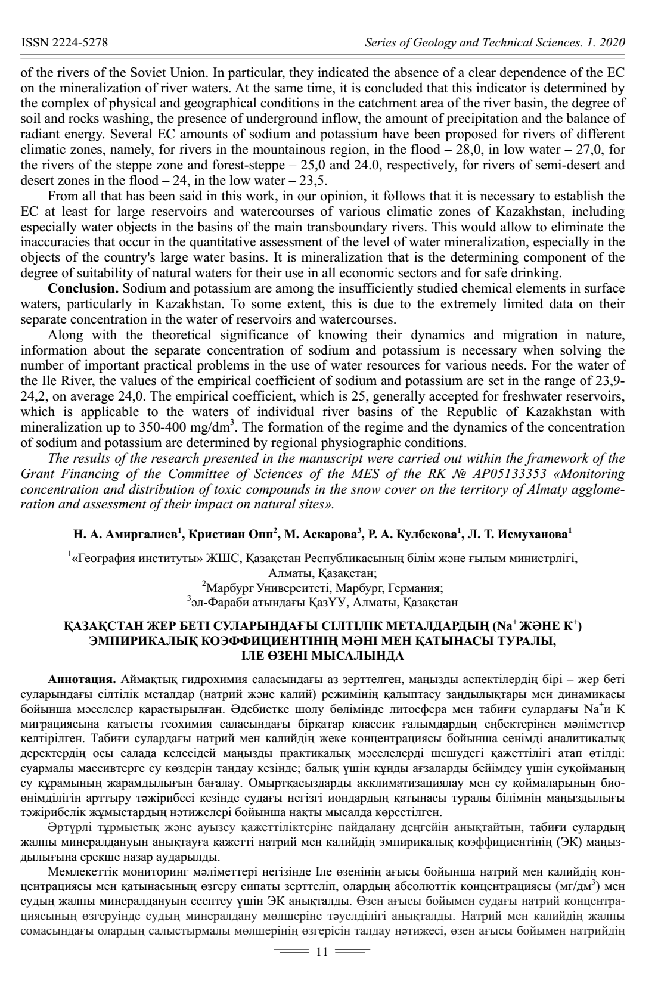 ISSN 2224-5278 Series of Geology and Technical Sciences. 1. 2020
of the rivers of the Soviet Union. In particular, they indicated the absence of a clear dependence of the EC
on the mineralization of river waters. At the same time, it is concluded that this indicator is determined by
the complex of physical and geographical conditions in the catchment area of the river basin, the degree of
soil and rocks washing, the presence of underground inflow, the amount of precipitation and the balance of
radiant energy. Several EC amounts of sodium and potassium have been proposed for rivers of different
climatic zones, namely, for rivers in the mountainous region, in the flood – 28,0, in low water – 27,0, for
the rivers of the steppe zone and forest-steppe – 25,0 and 24.0, respectively, for rivers of semi-desert and
desert zones in the flood – 24, in the low water – 23,5.
From all that has been said in this work, in our opinion, it follows that it is necessary to establish the
EC at least for large reservoirs and watercourses of various climatic zones of Kazakhstan, including
especially water objects in the basins of the main transboundary rivers. This would allow to eliminate the
inaccuracies that occur in the quantitative assessment of the level of water mineralization, especially in the
objects of the country's large water basins. It is mineralization that is the determining component of the
degree of suitability of natural waters for their use in all economic sectors and for safe drinking.
Conclusion. Sodium and potassium are among the insufficiently studied chemical elements in surface
waters, particularly in Kazakhstan. To some extent, this is due to the extremely limited data on their
separate concentration in the water of reservoirs and watercourses.
Along with the theoretical significance of knowing their dynamics and migration in nature,
information about the separate concentration of sodium and potassium is necessary when solving the
number of important practical problems in the use of water resources for various needs. For the water of
the Ile River, the values of the empirical coefficient of sodium and potassium are set in the range of 23,9-
24,2, on average 24,0. The empirical coefficient, which is 25, generally accepted for freshwater reservoirs,
which is applicable to the waters of individual river basins of the Republic of Kazakhstan with
mineralization up to 350-400 mg/dm³. The formation of the regime and the dynamics of the concentration
of sodium and potassium are determined by regional physiographic conditions.
The results of the research presented in the manuscript were carried out within the framework of the
Grant Financing of the Committee of Sciences of the MES of the RK № AP05133353 «Monitoring
concentration and distribution of toxic compounds in the snow cover on the territory of Almaty agglome-
ration and assessment of their impact on natural sites».
Н. А. Амиргалиев¹, Кристиан Опп², М. Аскарова³, Р. А. Кулбекова¹, Л. Т. Исмуханова¹
¹«География институты» ЖШС, Қазақстан Республикасының білім және ғылым министрлігі,
Алматы, Қазақстан;
²Марбург Университеті, Марбург, Германия;
³әл-Фараби атындағы ҚазҰУ, Алматы, Қазақстан
ҚАЗАҚСТАН ЖЕР БЕТІ СУЛАРЫНДАҒЫ СІЛТІЛІК МЕТАЛДАРДЫҢ (Na⁺ ЖӘНЕ К⁺)
ЭМПИРИКАЛЫҚ КОЭФФИЦИЕНТІНІҢ МӘНІ МЕН ҚАТЫНАСЫ ТУРАЛЫ,
ІЛЕ ӨЗЕНІ МЫСАЛЫНДА
Аннотация. Аймақтық гидрохимия саласындағы аз зерттелген, маңызды аспектілердің бірі – жер беті
суларындағы сілтілік металдар (натрий және калий) режимінің қалыптасу заңдылықтары мен динамикасы
бойынша мәселелер қарастырылған. Әдебиетке шолу бөлімінде литосфера мен табиғи сулардағы Na⁺и К
миграциясына қатысты геохимия саласындағы бірқатар классик ғалымдардың еңбектерінен мәліметтер
келтірілген. Табиғи сулардағы натрий мен калийдің жеке концентрациясы бойынша сенімді аналитикалық
деректердің осы салада келесідей маңызды практикалық мәселелерді шешудегі қажеттілігі атап өтілді:
суармалы массивтерге су көздерін таңдау кезінде; балық үшін құнды ағзаларды бейімдеу үшін суқойманың
су құрамының жарамдылығын бағалау. Омыртқасыздарды акклиматизациялау мен су қоймаларының био-
өнімділігін арттыру тәжірибесі кезінде судағы негізгі иондардың қатынасы туралы білімнің маңыздылығы
тәжірибелік жұмыстардың нәтижелері бойынша нақты мысалда көрсетілген.
Әртүрлі тұрмыстық және ауызсу қажеттіліктеріне пайдалану деңгейін анықтайтын, табиғи сулардың
жалпы минералдануын анықтауға қажетті натрий мен калийдің эмпирикалық коэффициентінің (ЭК) маңыз-
дылығына ерекше назар аударылды.
Мемлекеттік мониторинг мәліметтері негізінде Іле өзенінің ағысы бойынша натрий мен калийдің кон-
центрациясы мен қатынасының өзгеру сипаты зерттеліп, олардың абсолюттік концентрациясы (мг/дм³) мен
судың жалпы минералдануын есептеу үшін ЭК анықталды. Өзен ағысы бойымен судағы натрий концентра-
циясының өзгеруінде судың минералдану мөлшеріне тәуелділігі анықталды. Натрий мен калийдің жалпы
сомасындағы олардың салыстырмалы мөлшерінің өзгерісін талдау нәтижесі, өзен ағысы бойымен натрийдің
11